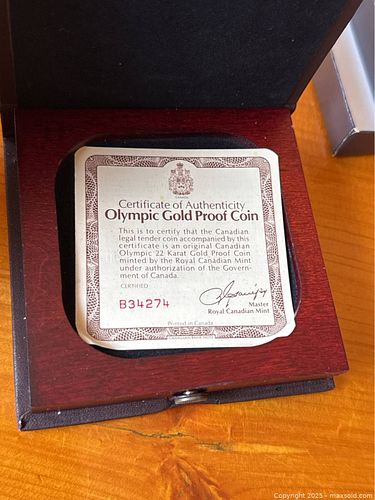 Certificate of Authenticity
Olympic Gold Proof Coin
This is to certify that the Canadian
legal tender coin accompanied by this
certificate is an original Canadian
Olympic 22 Karat Gold Proof Coin
minted by the Royal Canadian Mint
under authorization of the Govern-
ment of Canada.
CERTIFIED
B34274
Master
Royal Canadian Mint
Printed in Canada
Copyright 2025 - maxsold.com